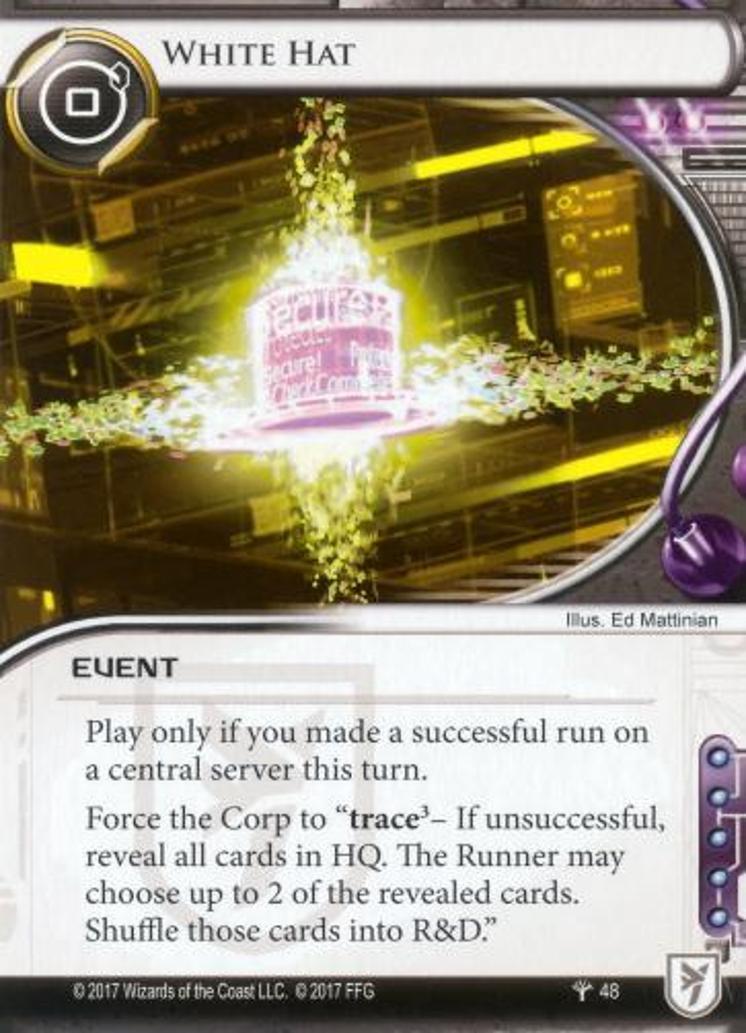 White Hat
Secure
Secure!
Illus. Ed Mattinian
EVENT
Play only if you made a successful run on
a central server this turn.
Force the Corp to “trace³– If unsuccessful,
reveal all cards in HQ. The Runner may
choose up to 2 of the revealed cards.
Shuffle those cards into R&D.”
© 2017 Wizards of the Coast LLC. © 2017 FFG
48